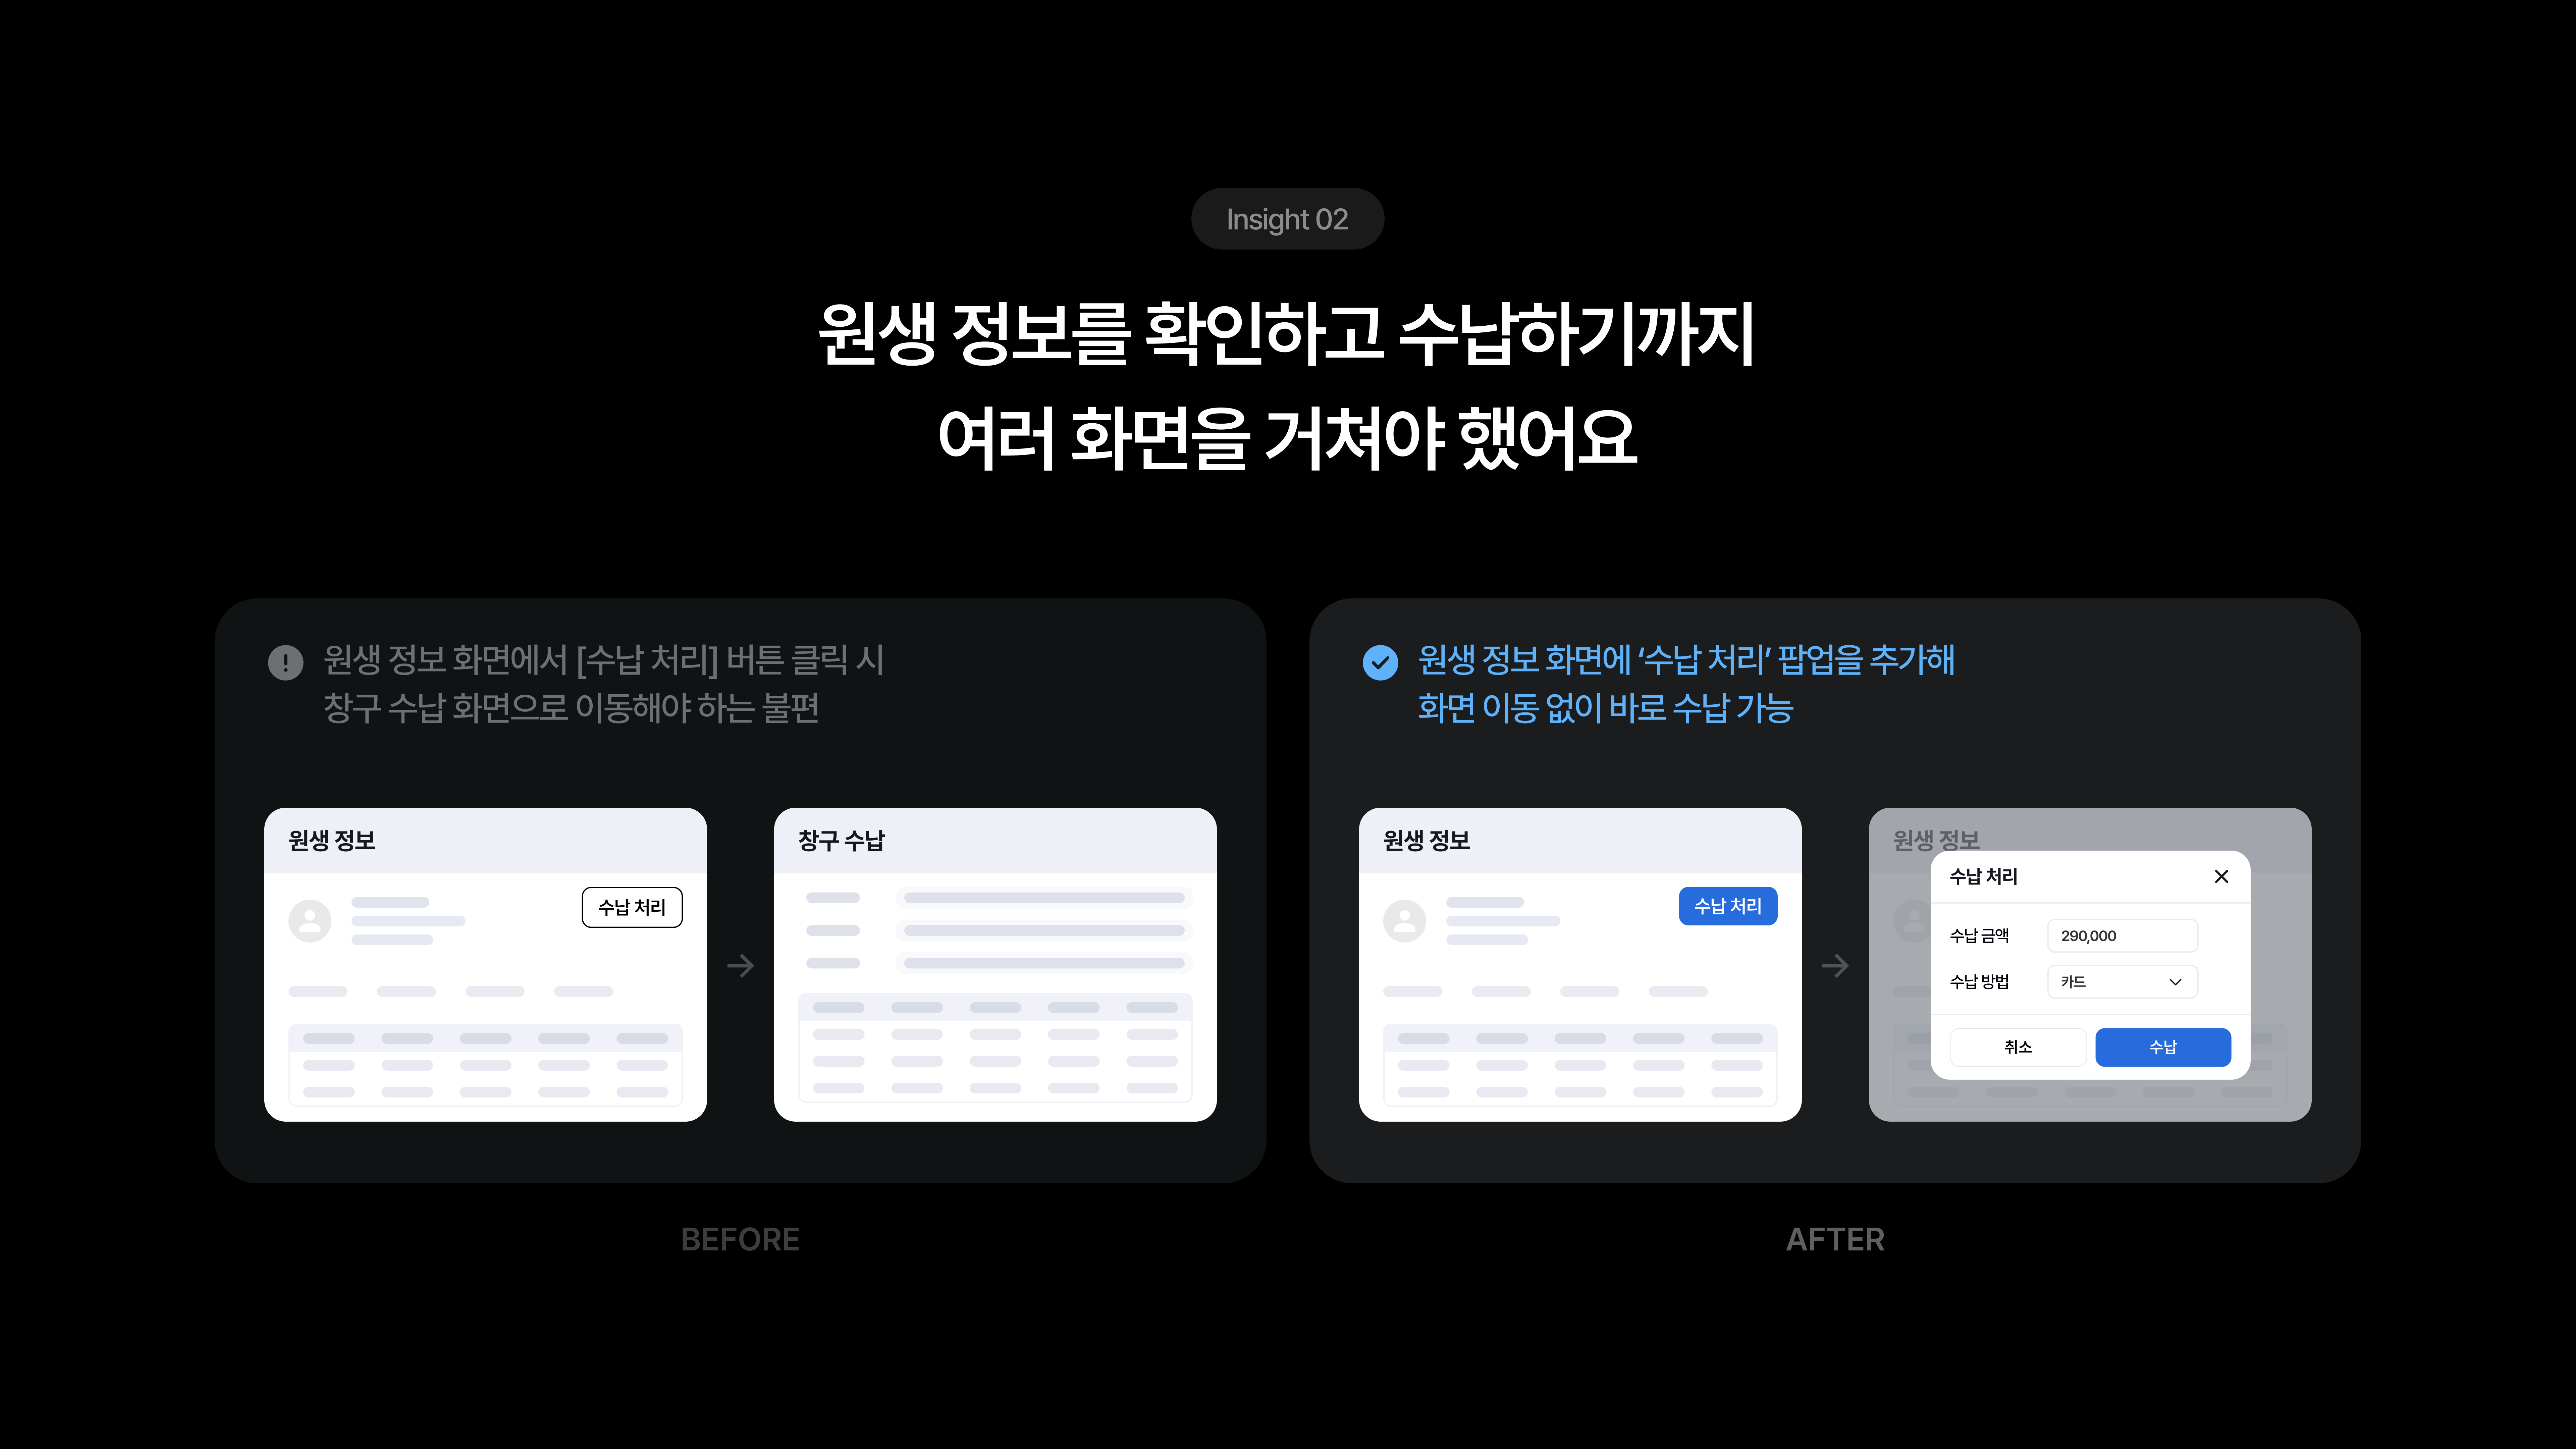 Insight 02
원생 정보를 확인하고 수납하기까지
여러 화면을 거쳐야 했어요
원생 정보 화면에서 [수납 처리] 버튼 클릭 시
창구 수납 화면으로 이동해야 하는 불편
원생 정보
수납 처리
창구 수납
BEFORE
원생 정보 화면에 ‘수납 처리’ 팝업을 추가해
화면 이동 없이 바로 수납 가능
원생 정보
수납 처리
원생 정보
수납 처리
수납 금액 290,000
수납 방법 카드
취소 수납
AFTER